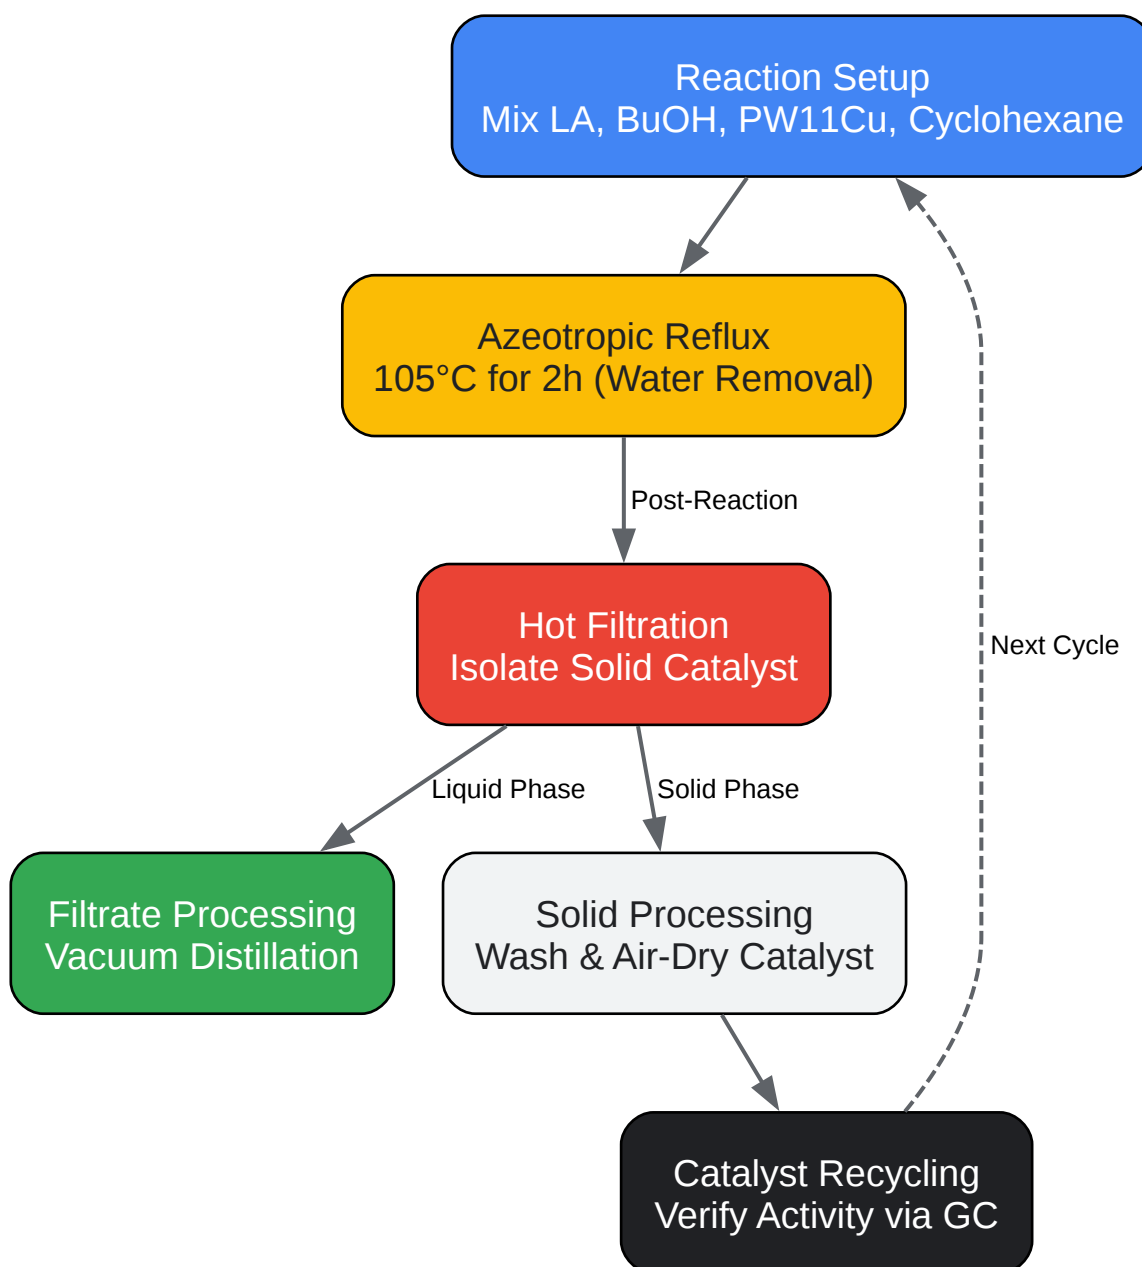 Reaction Setup
Mix LA, BuOH, PW11Cu, Cyclohexane
Azeotropic Reflux
105°C for 2h (Water Removal)
Post-Reaction
Hot Filtration
Isolate Solid Catalyst
Next Cycle
Liquid Phase
Solid Phase
Filtrate Processing
Vacuum Distillation
Solid Processing
Wash & Air-Dry Catalyst
Catalyst Recycling
Verify Activity via GC